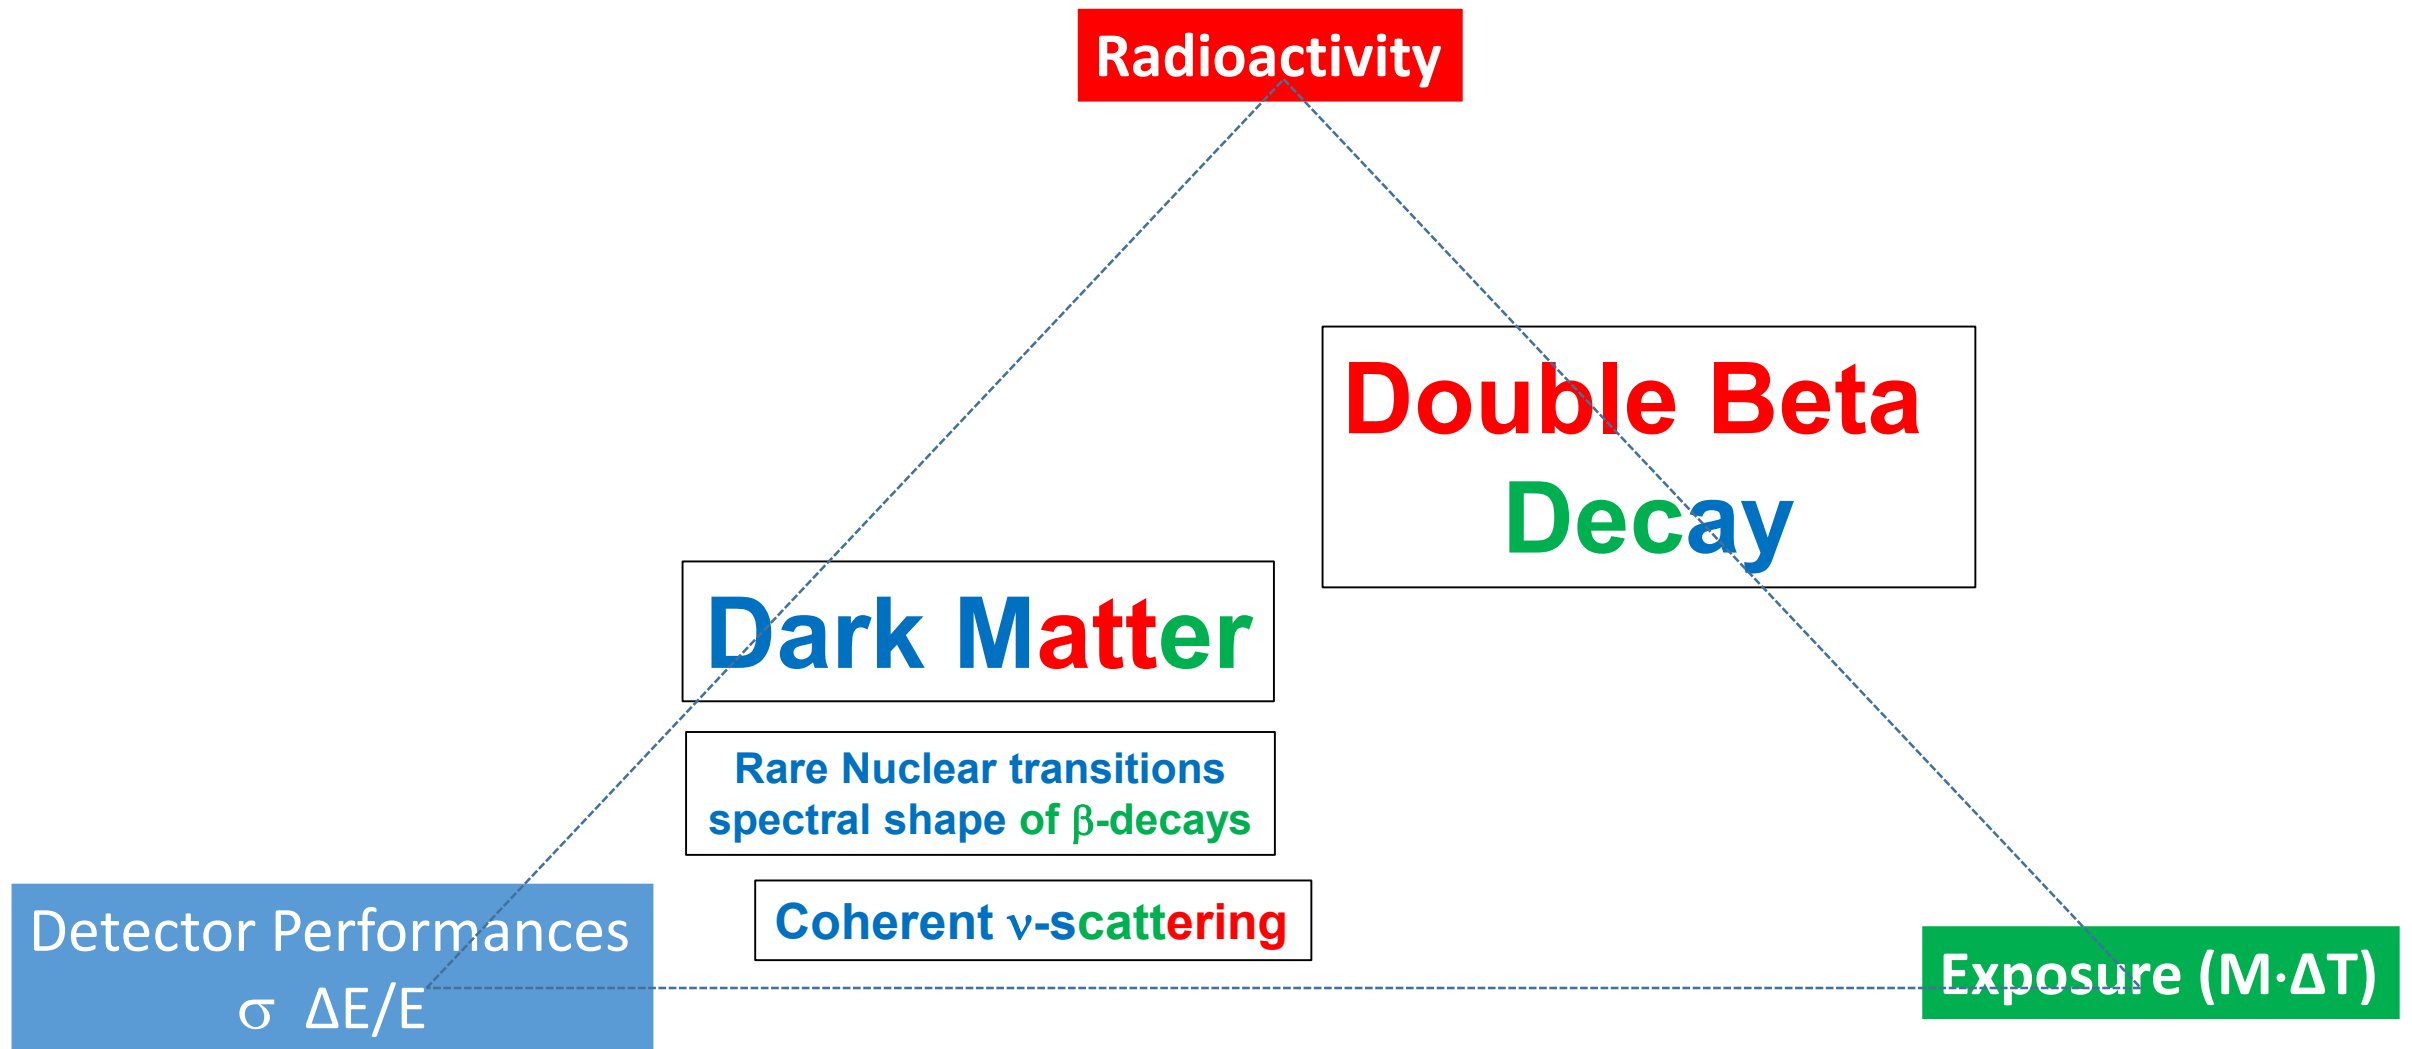 Radioactivity
Double Beta
Decay
Dark Matter
Rare Nuclear transitions
spectral shape of β-decays
Coherent ν-scattering
Detector Performances
σ ΔE/E
Exposure (M·ΔT)